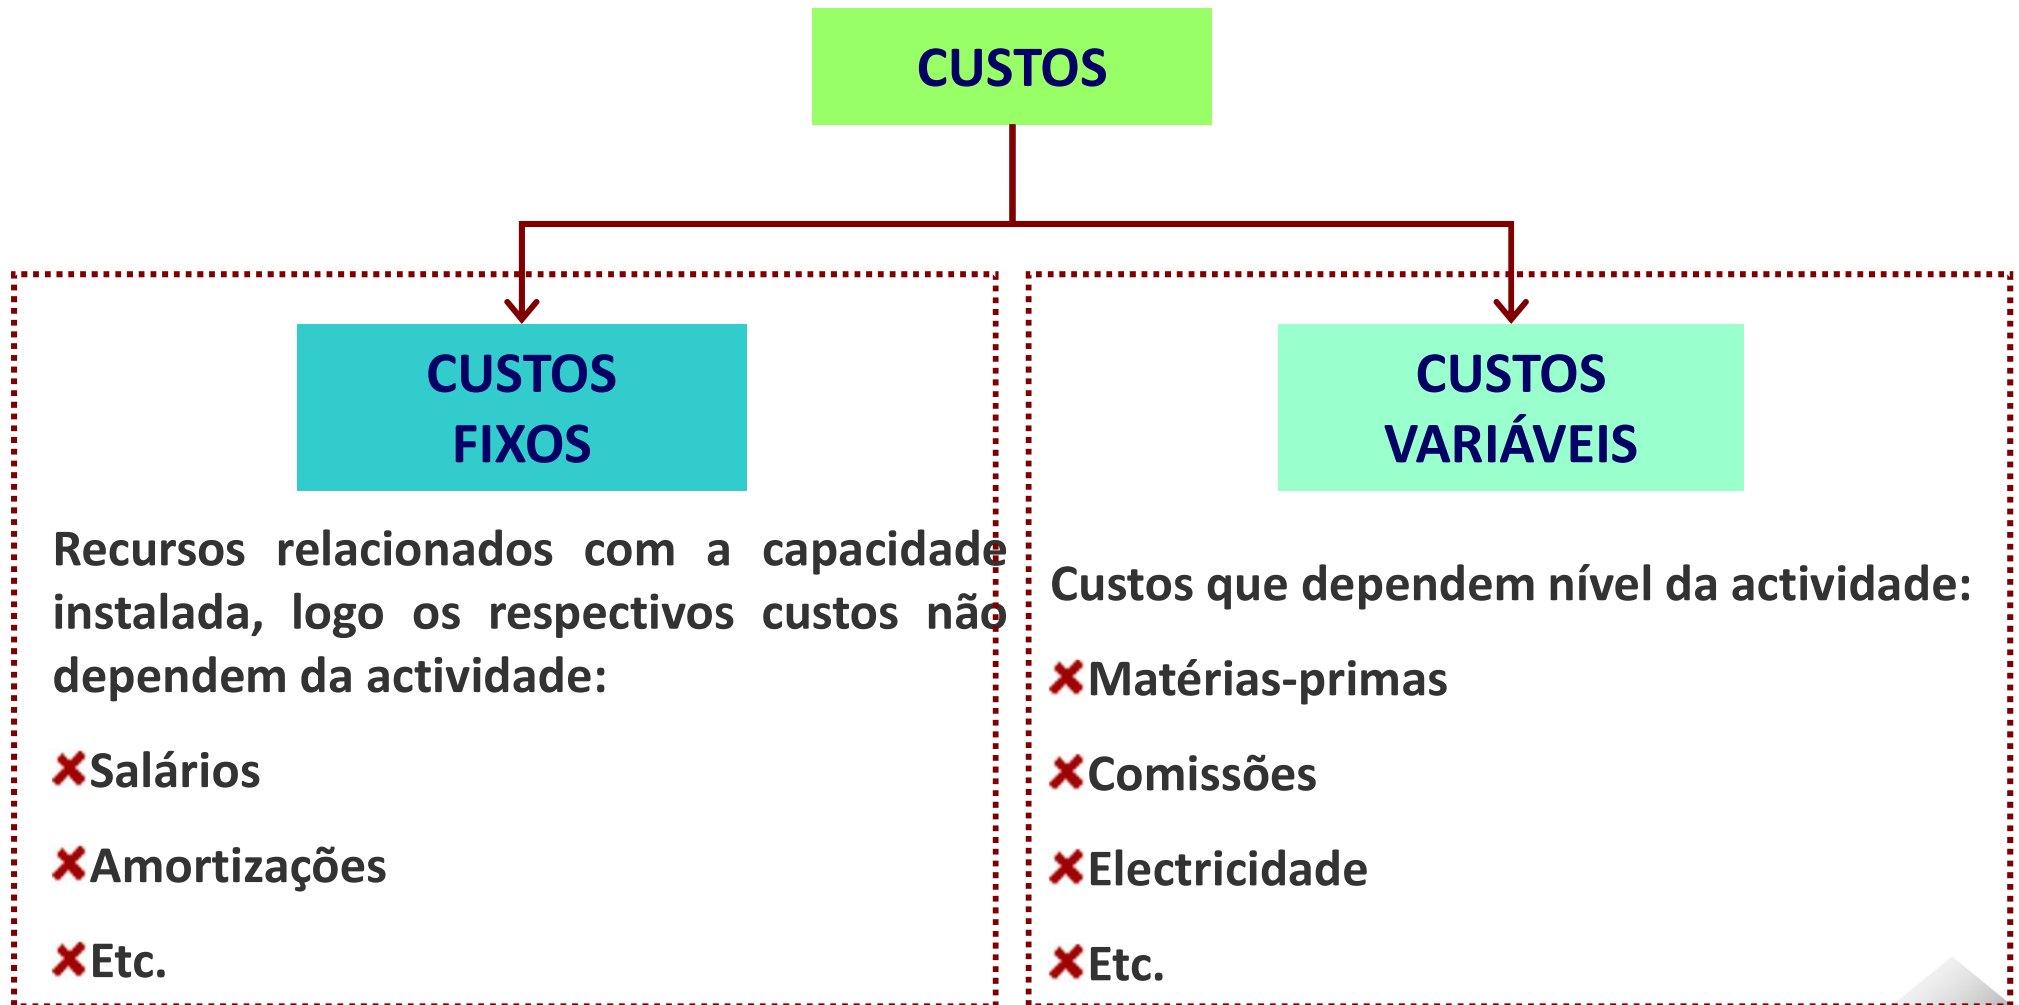 CUSTOS
CUSTOS
FIXOS
Recursos relacionados com a capacidade
instalada, logo os respectivos custos não
dependem da actividade:
Salários
Amortizações
Etc.
CUSTOS
VARIÁVEIS
Custos que dependem nível da actividade:
Matérias-primas
Comissões
Electricidade
Etc.